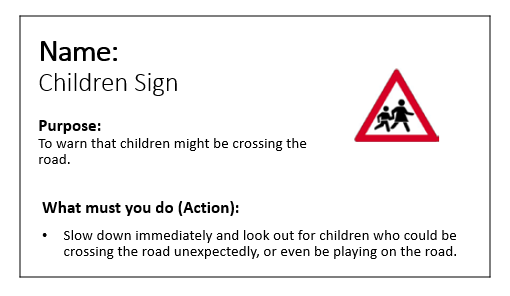 Name:
Children Sign
Purpose:
To warn that children might be crossing the
road.
What must you do (Action):
• Slow down immediately and look out for children who could be
crossing the road unexpectedly, or even be playing on the road.